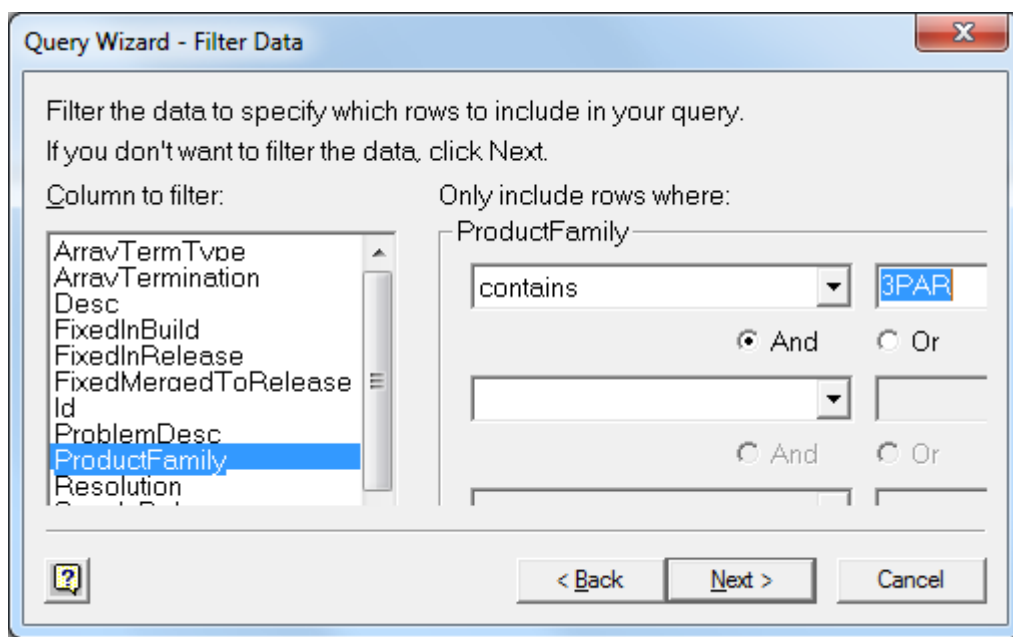 Query Wizard - Filter Data
Filter the data to specify which rows to include in your query.
If you don't want to filter the data, click Next.
Column to filter:
Only include rows where:
ArrayTermType
ArrayTermination
Desc
FixedInBuild
FixedInRelease
FixedMergedToRelease
Id
ProblemDesc
ProductFamily
Resolution
ProductFamily
contains
3PAR
And
Or
And
Or
< Back
Next >
Cancel